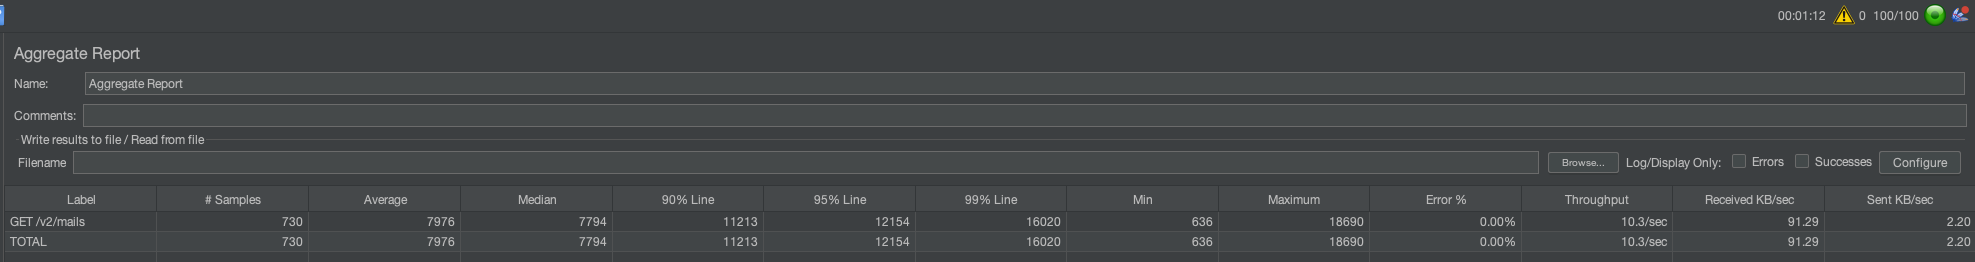 00:01:12 0 100/100
Aggregate Report
Name: Aggregate Report
Comments:
Write results to file / Read from file
Filename Browse... Log/Display Only: Errors Successes Configure
Label # Samples Average Median 90% Line 95% Line 99% Line Min Maximum Error % Throughput Received KB/sec Sent KB/sec
GET /v2/mails 730 7976 7794 11213 12154 16020 636 18690 0.00% 10.3/sec 91.29 2.20
TOTAL 730 7976 7794 11213 12154 16020 636 18690 0.00% 10.3/sec 91.29 2.20